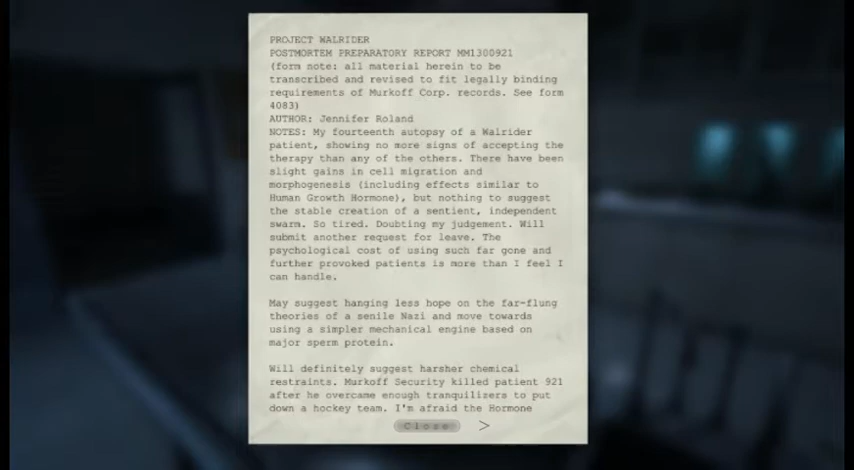 PROJECT WALRIDER
POSTMORTEM PREPARATORY REPORT MM1300921
(form note: all material herein to be
transcribed and revised to fit legally binding
requirements of Murkoff Corp. records. See form
4083)
AUTHOR: Jennifer Roland
NOTES: My fourteenth autopsy of a Walrider
patient, showing no more signs of accepting the
therapy than any of the others. There have been
slight gains in cell migration and
morphogenesis (including effects similar to
Human Growth Hormone), but nothing to suggest
the stable creation of a sentient, independent
swarm. So tired. Doubting my judgement. Will
submit another request for leave. The
psychological cost of using such far gone and
further provoked patients is more than I feel I
can handle.
May suggest hanging less hope on the far-flung
theories of a senile Nazi and move towards
using a simpler mechanical engine based on
major sperm protein.
Will definitely suggest harsher chemical
restraints. Murkoff Security killed patient 921
after he overcame enough tranquilizers to put
down a hockey team. I'm afraid the Hormone
Close >